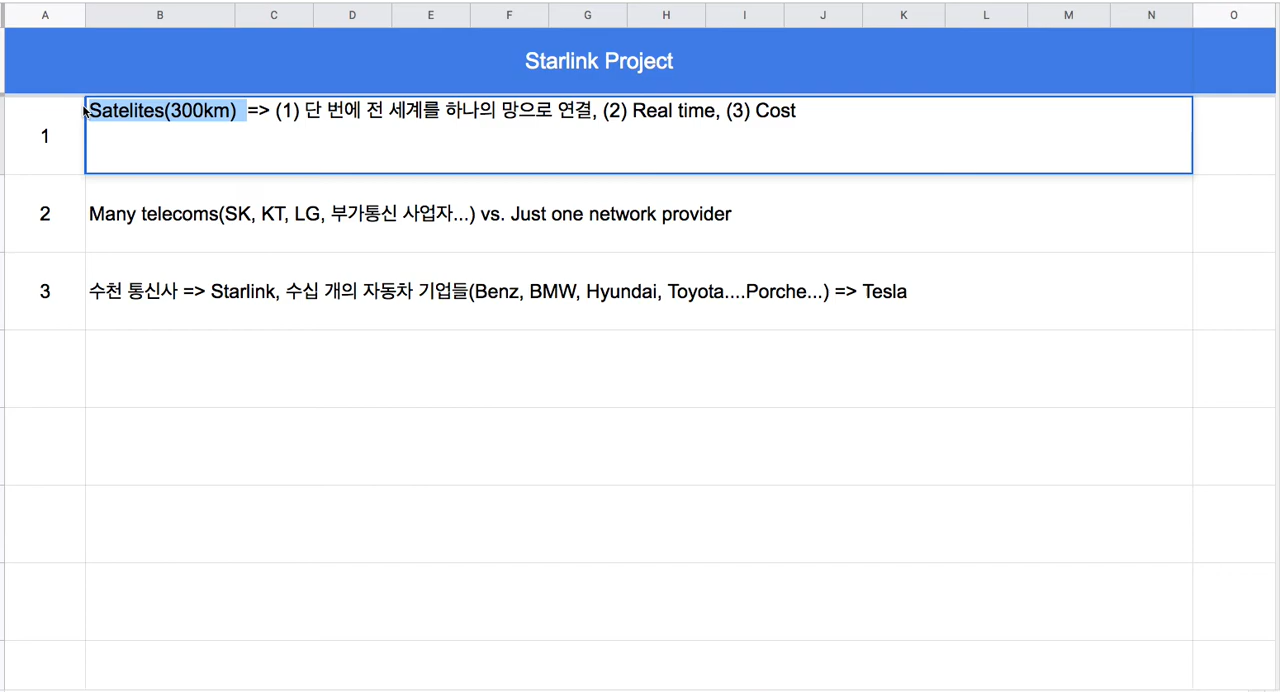 A B C D E F G H I J K L M N O
Starlink Project
1 Satelites(300km) => (1) 단 번에 전 세계를 하나의 망으로 연결, (2) Real time, (3) Cost
2 Many telecoms(SK, KT, LG, 부가통신 사업자...) vs. Just one network provider
3 수천 통신사 => Starlink, 수십 개의 자동차 기업들(Benz, BMW, Hyundai, Toyota....Porche...) => Tesla